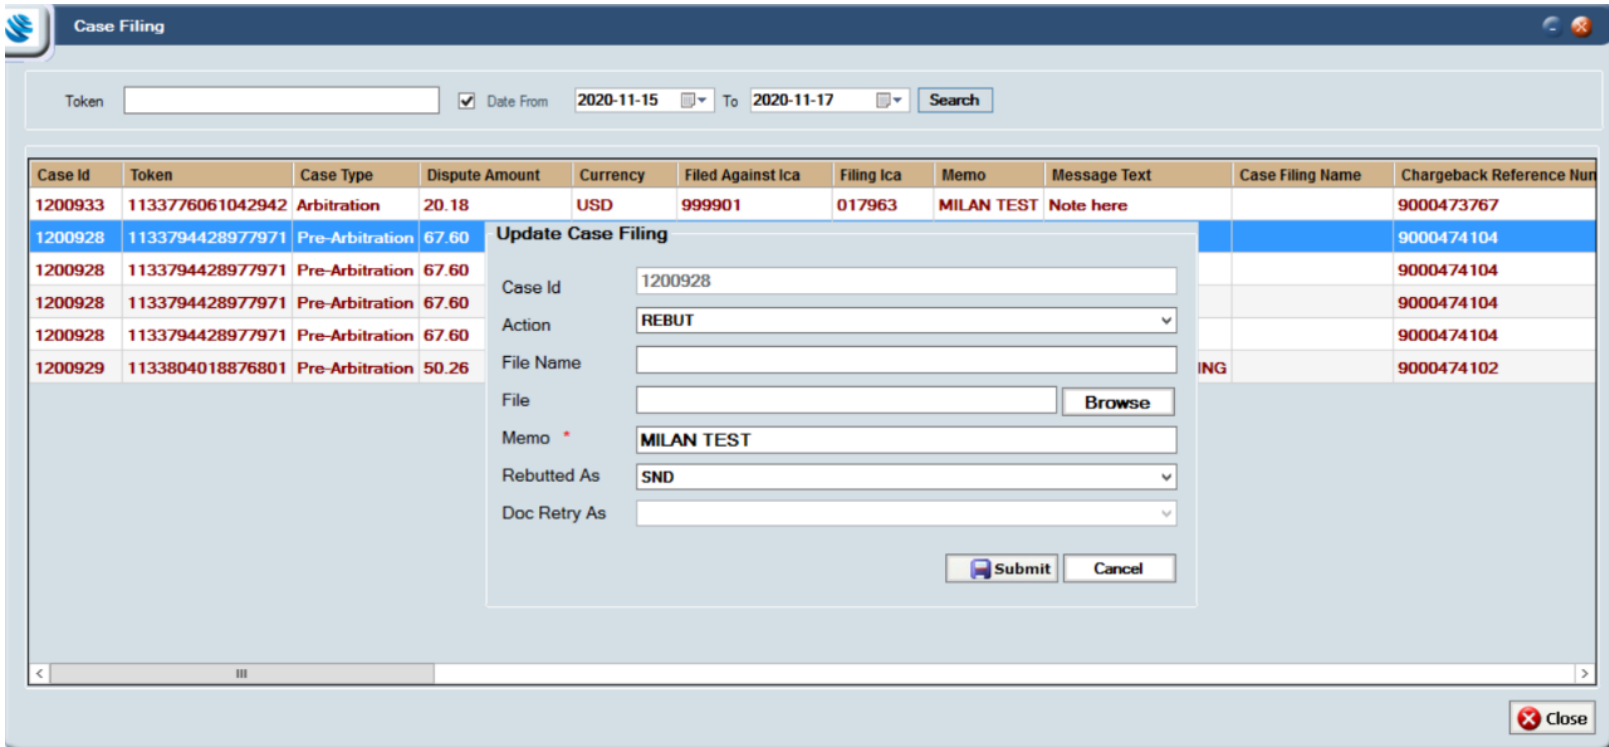 Case Filing
Token Date From 2020-11-15 To 2020-11-17 Search
Case Id Token Case Type Dispute Amount Currency Filed Against Ica Filing Ica Memo Message Text Case Filing Name Chargeback Reference Nun
1200933 11337760610429​42 Arbitration 20.18 USD 999901 017963 MILAN TEST Note here 9000473767
1200928 1133794428977971 Pre-Arbitration 67.60 9000474104
1200928 1133794428977971 Pre-Arbitration 67.60 9000474104
1200928 1133794428977971 Pre-Arbitration 67.60 9000474104
1200928 1133794428977971 Pre-Arbitration 67.60 9000474104
1200929 1133804018876801 Pre-Arbitration 50.26 ING 9000474102
Update Case Filing
Case Id 1200928
Action REBUT
File Name
File Browse
Memo * MILAN TEST
Rebutted As SND
Doc Retry As
Submit Cancel
Close